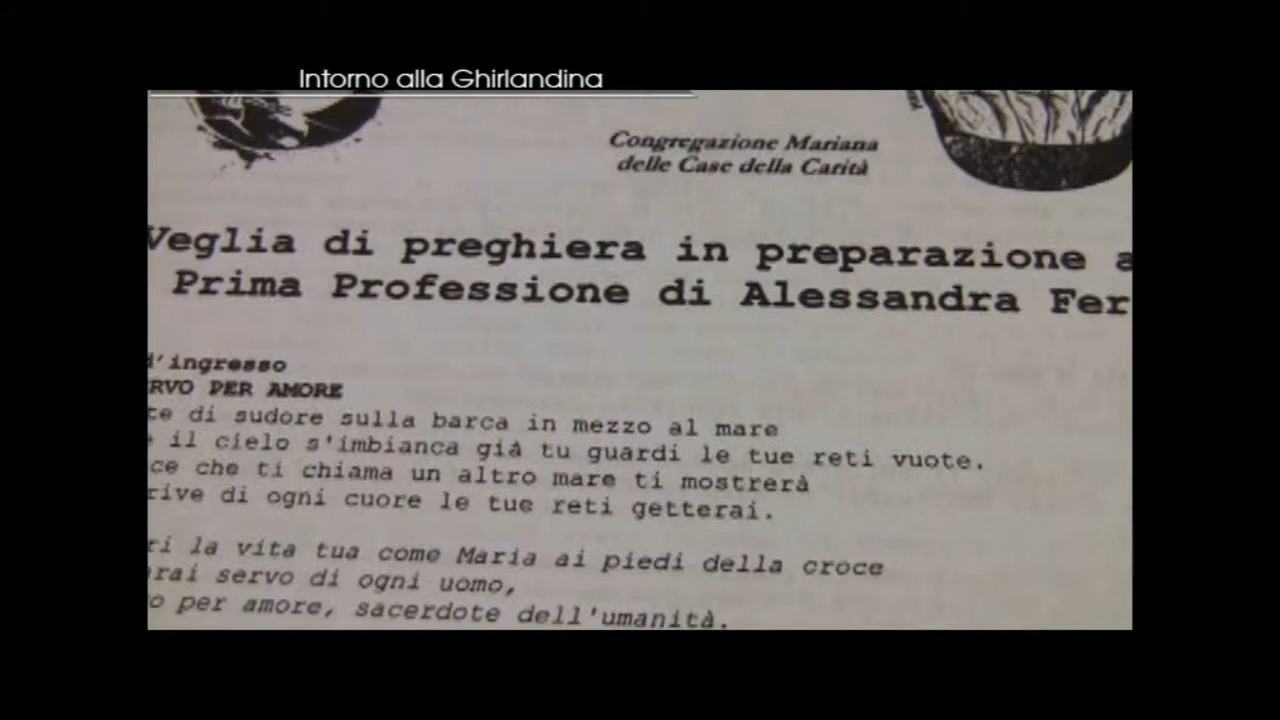 Intorno alla Ghirlandina
Congregazione Mariana
delle Case della Carità
Veglia di preghiera in preparazione a
Prima Professione di Alessandra Fer
d'ingresso
RVO PER AMORE
te di sudore sulla barca in mezzo al mare
e il cielo s'imbianca già tu guardi le tue reti vuote.
ce che ti chiama un altro mare ti mostrerà
rive di ogni cuore le tue reti getterai.
ri la vita tua come Maria ai piedi della croce
rai servo di ogni uomo,
o per amore, sacerdote dell'umanità.